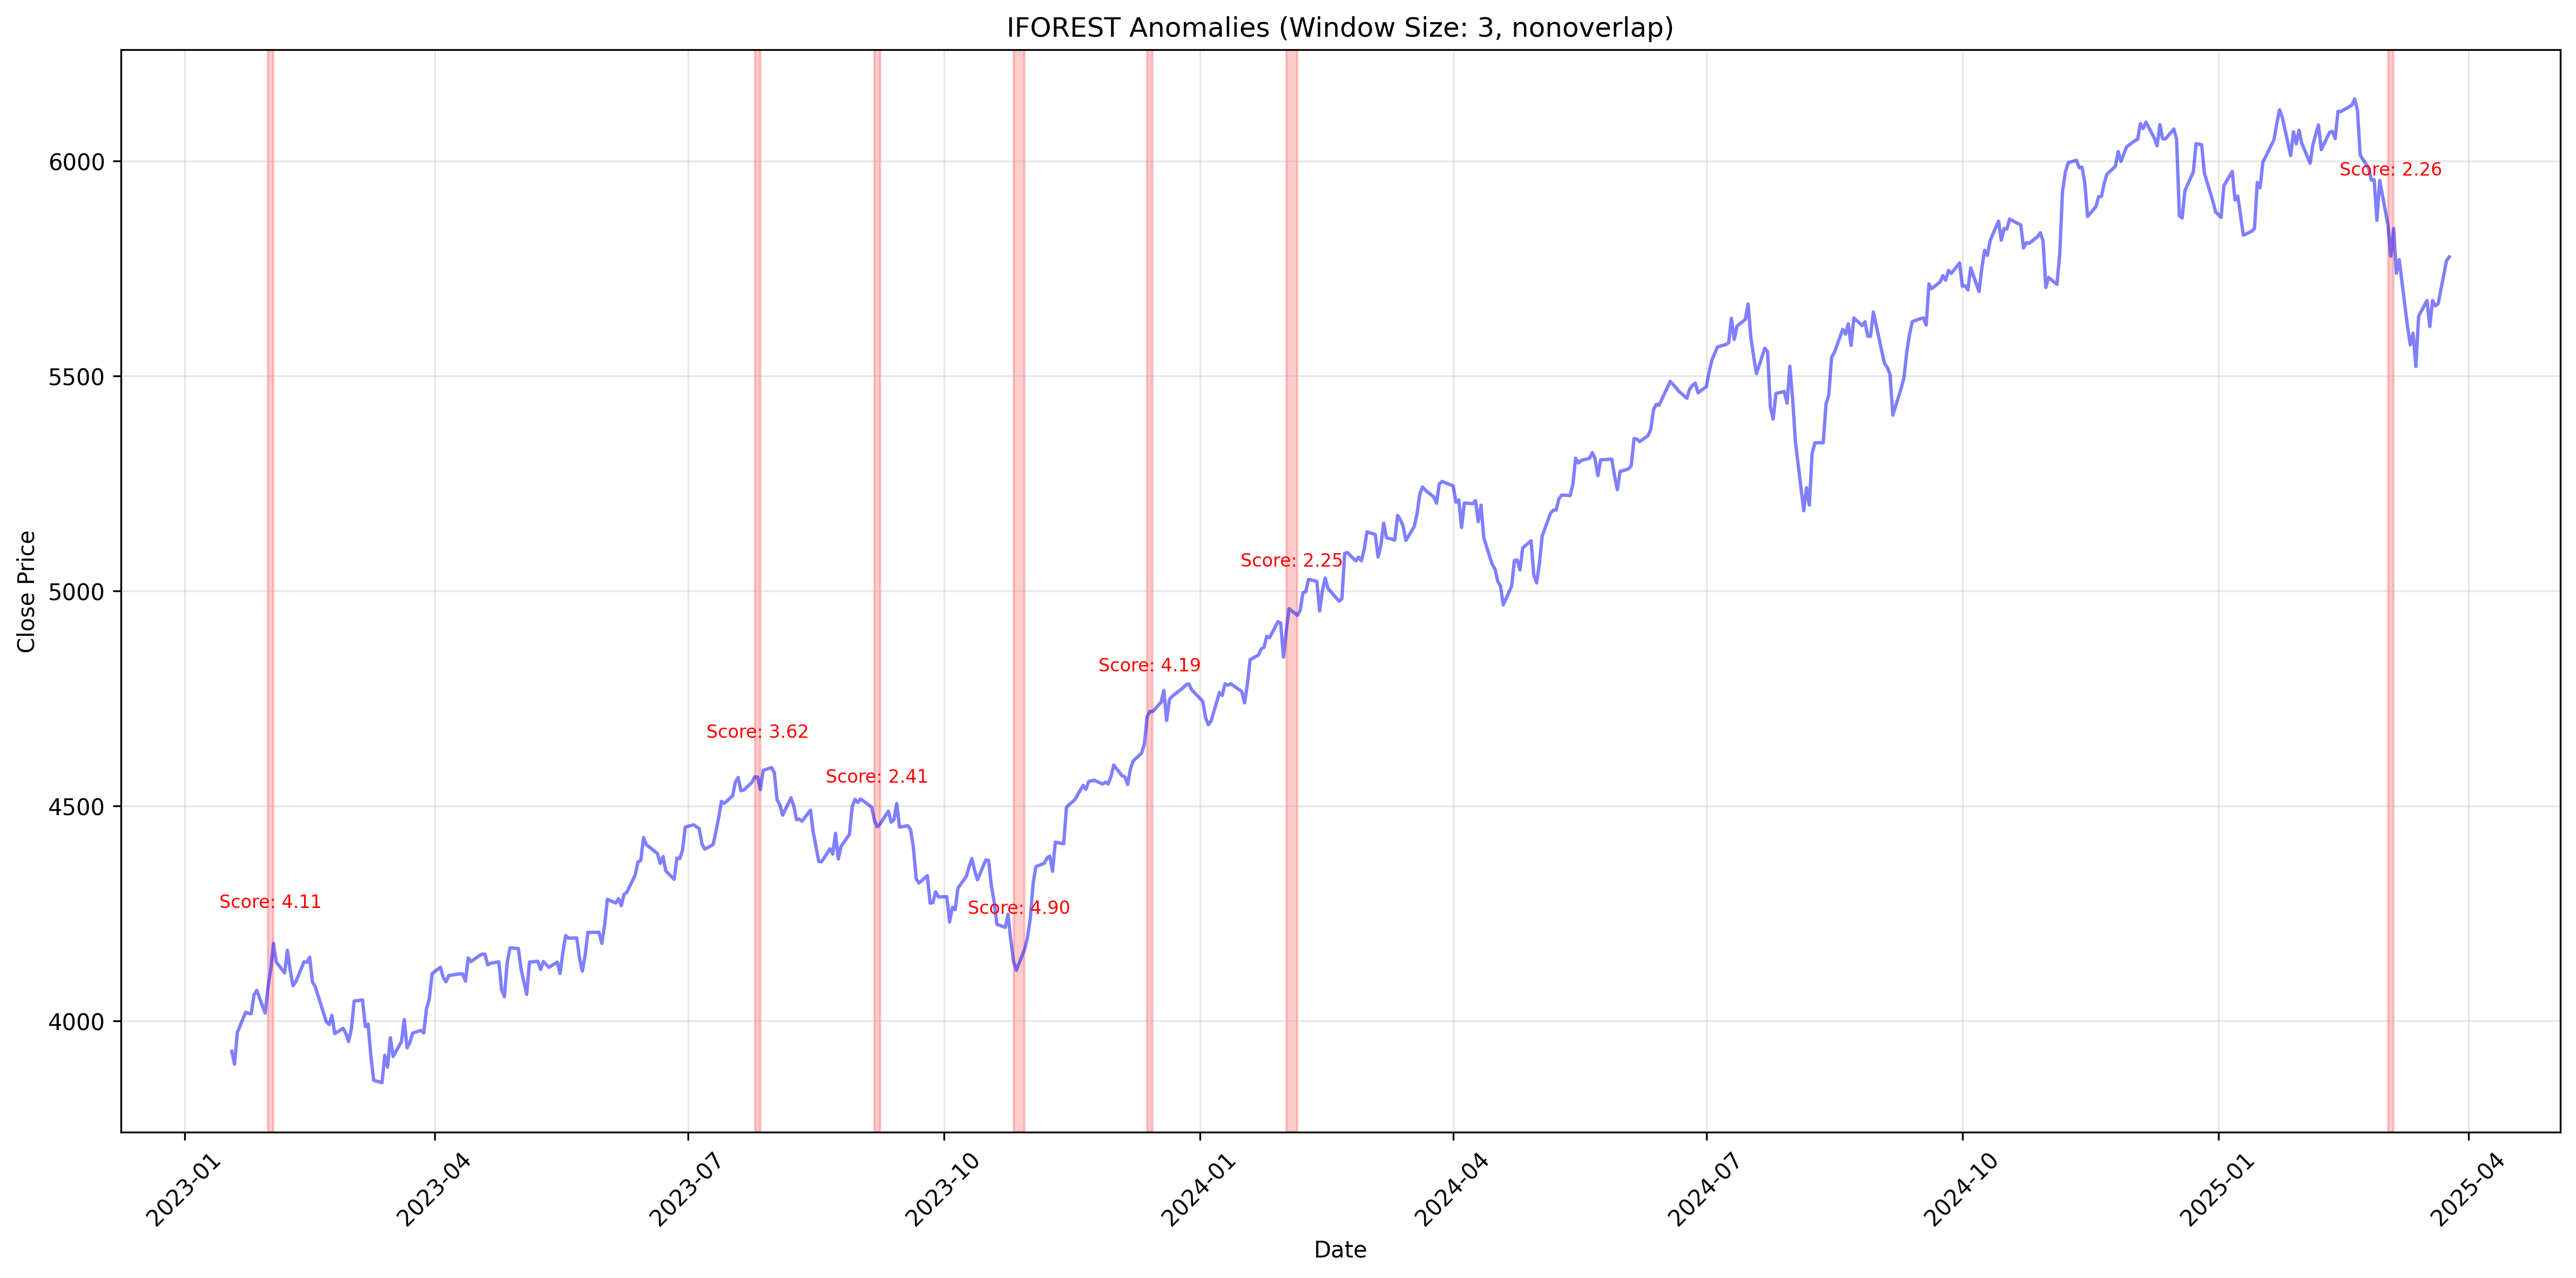 IFOREST Anomalies (Window Size: 3, nonoverlap)
Close Price
6000
5500
5000
4500
4000
Score: 4.11
Score: 3.62
Score: 2.41
Score: 4.90
Score: 4.19
Score: 2.25
Score: 2.26
2023-01
2023-04
2023-07
2023-10
2024-01
2024-04
2024-07
2024-10
2025-01
2025-04
Date